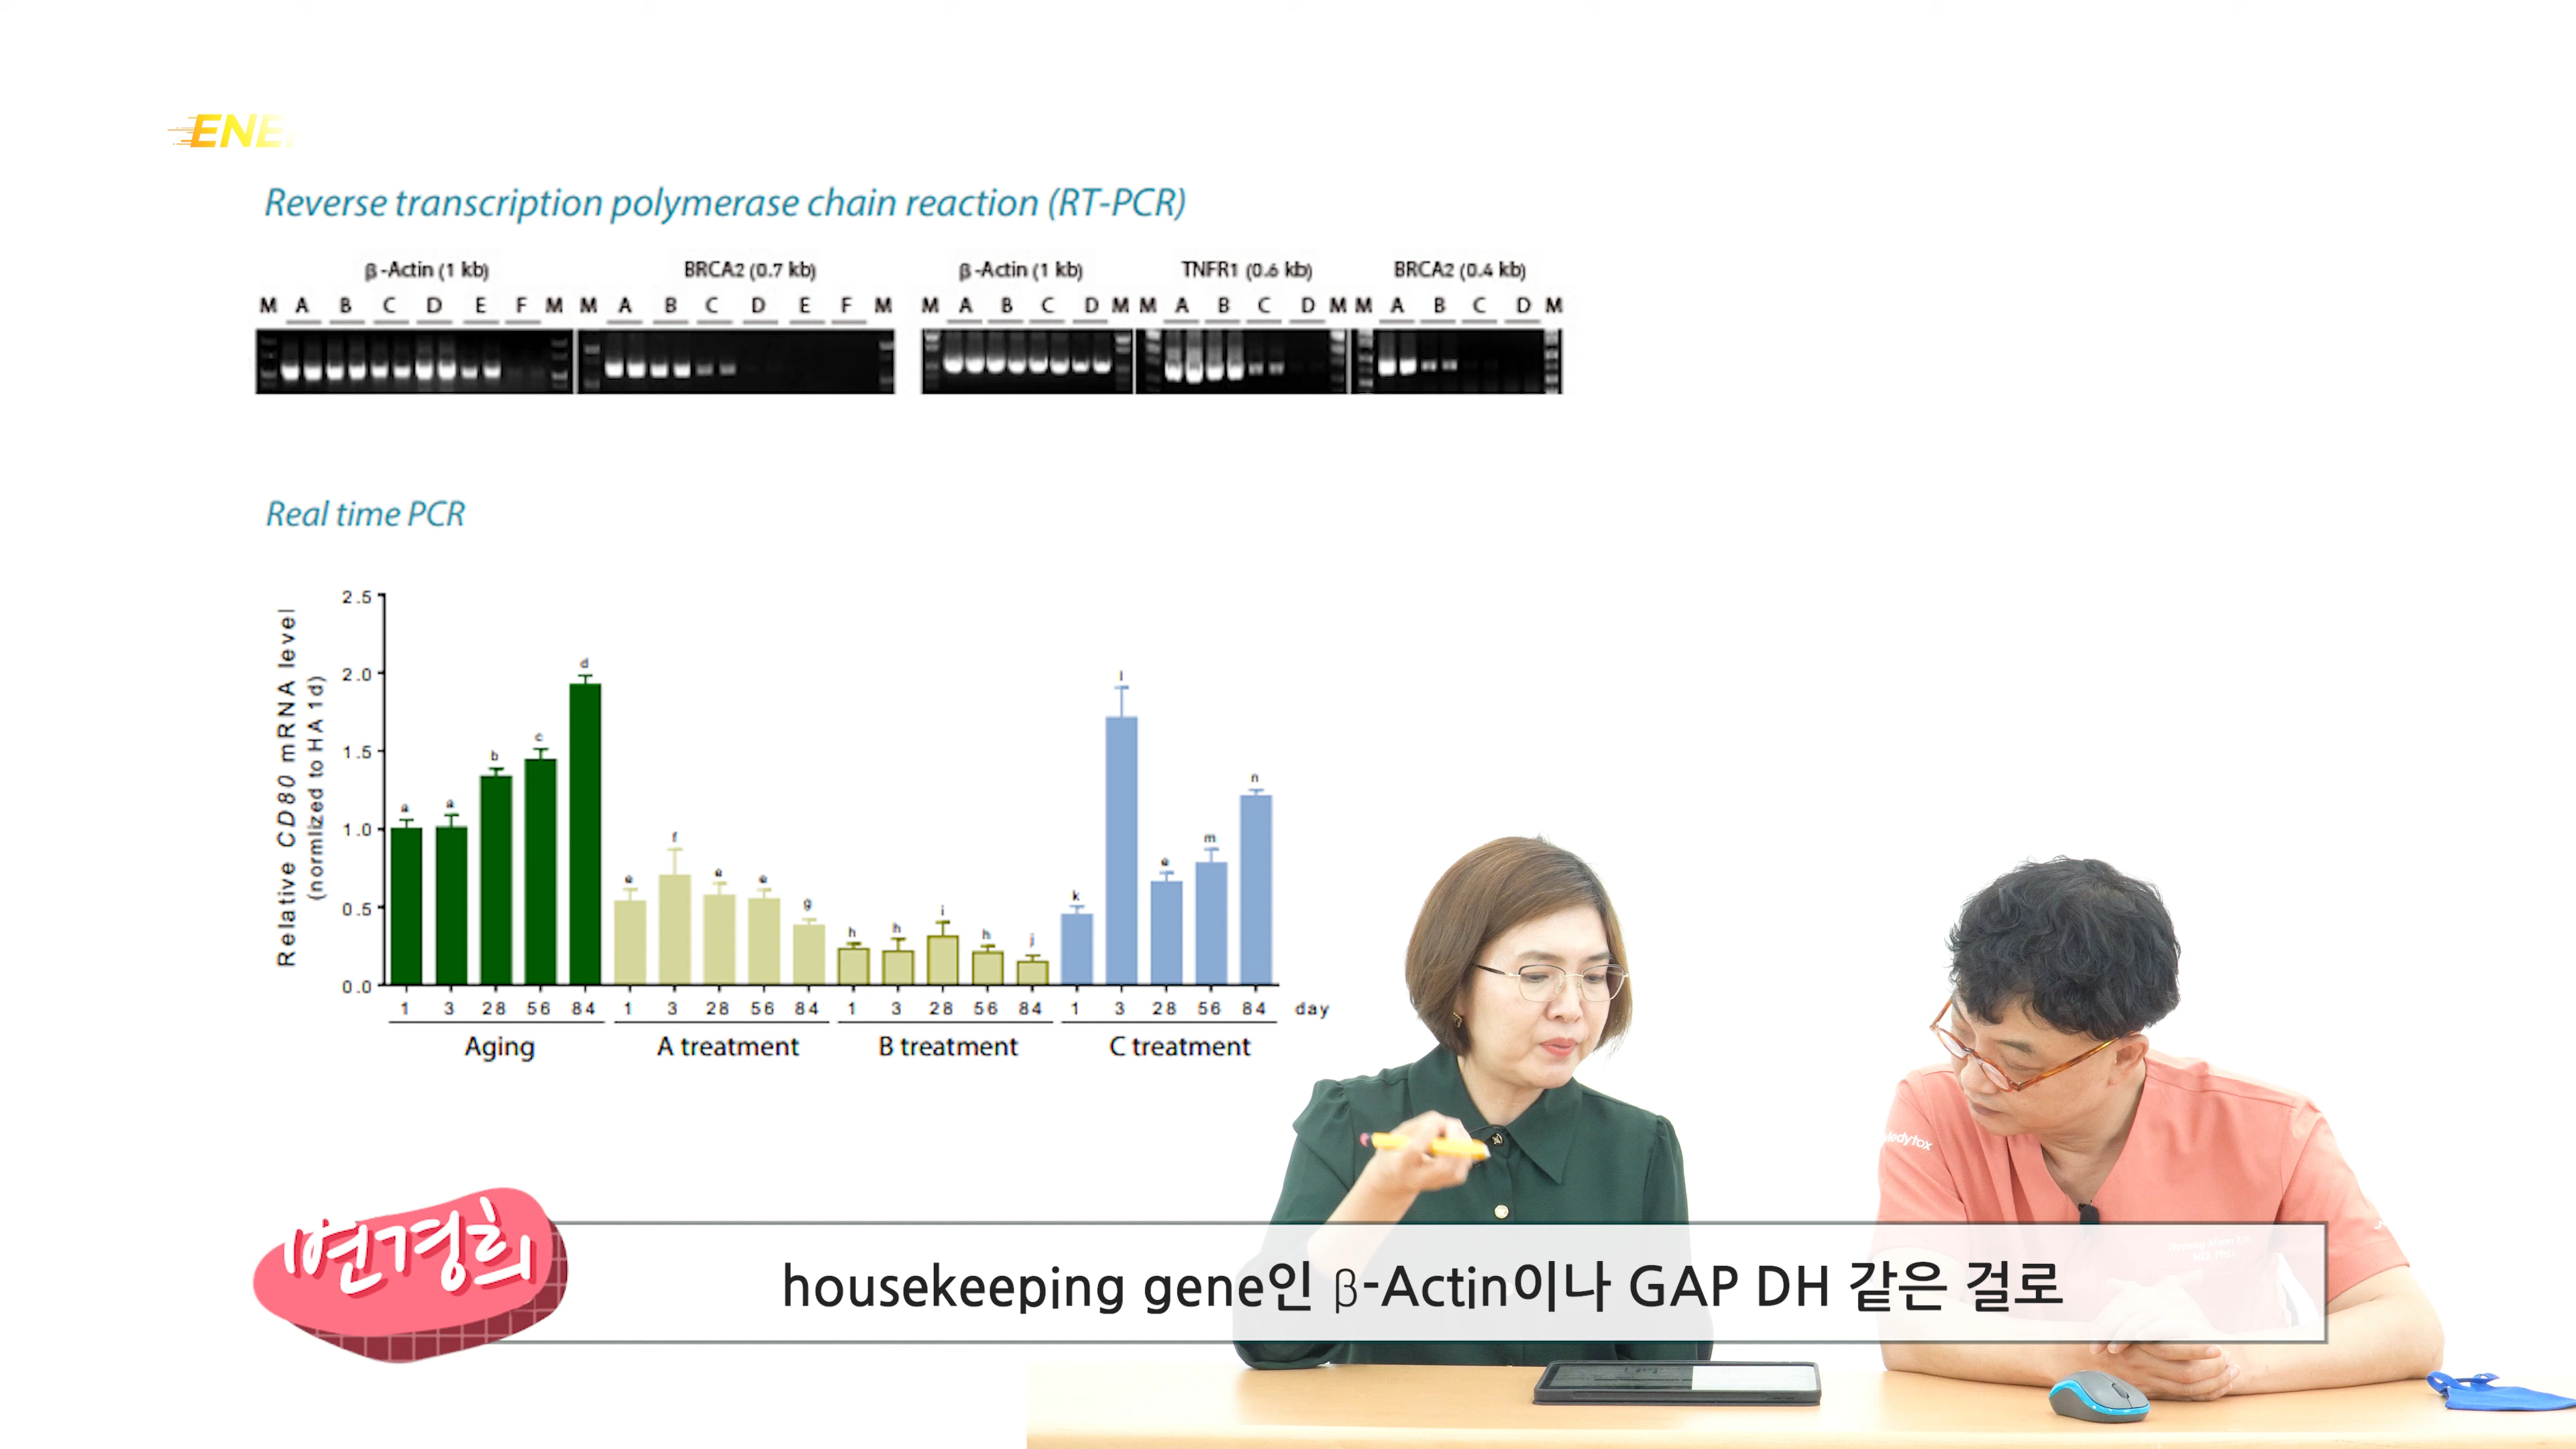 ENE
Reverse transcription polymerase chain reaction (RT-PCR)
β-Actin (1 kb) BRCA2 (0.7 kb) β-Actin (1 kb) TNFR1 (0.6 kb) BRCA2 (0.4 kb)
M A B C D E F M M A B C D E F M M A B C D M M A B C D M M A B C D M
Real time PCR
Relative CD80 mRNA level
(normlized to HA 1d)
2.5
2.0
1.5
1.0
0.5
0.0
a a b c d e f e e g h h i h j k l e m n
1 3 28 56 84 1 3 28 56 84 1 3 28 56 84 1 3 28 56 84 day
Aging A treatment B treatment C treatment
Medytox
변경희
housekeeping gene인 β-Actin이나 GAP DH 같은 걸로